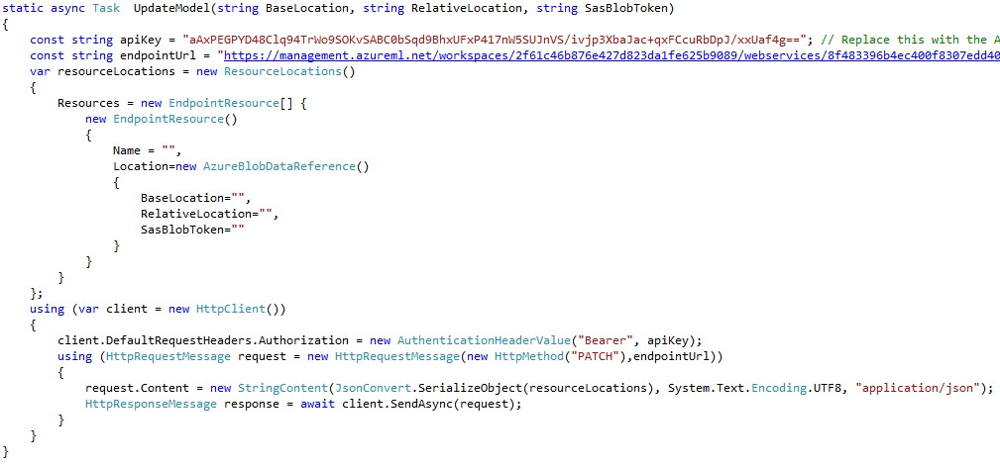 static async Task  UpdateModel(string BaseLocation, string RelativeLocation, string SasBlobToken)
{
    const string apiKey = "aAxPEGPYD48Clq94TrWo9SOKvSABC0bSqd9BhxUFxP417nW5SUJnVS/ivjp3XbaJac+qxFCcuRbDpJ/xxUaf4g=="; // Replace this with the A
    const string endpointUrl = "https://management.azureml.net/workspaces/2f61c46b876e427d823da1fe625b9089/webservices/8f483396b4ec400f8307edd40
    var resourceLocations = new ResourceLocations()
    {
        Resources = new EndpointResource[] {
            new EndpointResource()
            {
                Name = "",
                Location=new AzureBlobDataReference()
                {
                    BaseLocation="",
                    RelativeLocation="",
                    SasBlobToken=""
                }
            }
        }
    };
    using (var client = new HttpClient())
    {
        client.DefaultRequestHeaders.Authorization = new AuthenticationHeaderValue("Bearer", apiKey);
        using (HttpRequestMessage request = new HttpRequestMessage(new HttpMethod("PATCH"),endpointUrl))
        {
            request.Content = new StringContent(JsonConvert.SerializeObject(resourceLocations), System.Text.Encoding.UTF8, "application/json");
            HttpResponseMessage response = await client.SendAsync(request);
        }
    }
}